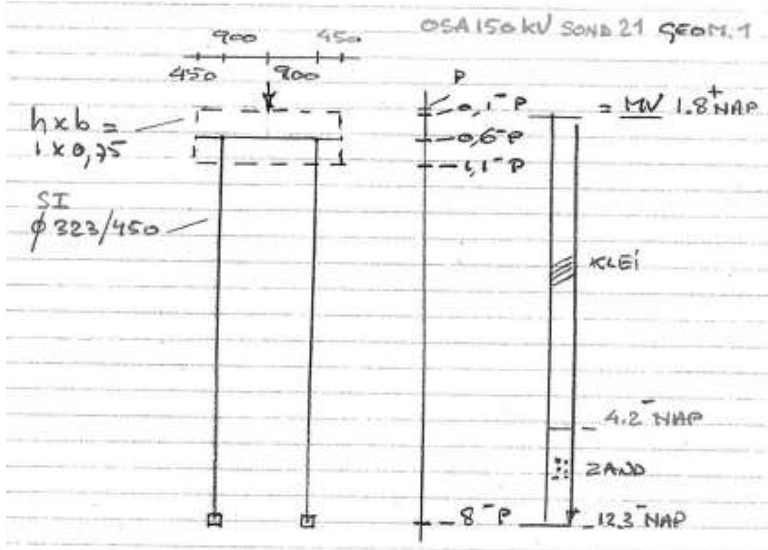 OSA 150 kV SOND 21 GEOM. 1
900 450
450 900
P
0,1⁻ P
= MV 1.8⁺ NAP
h x b =
1 x 0,75
0,6⁻ P
1,1⁻ P
SI
ϕ 323/450
KLEI
4.2⁻ NAP
ZAND
8⁻ P
12.3⁻ NAP